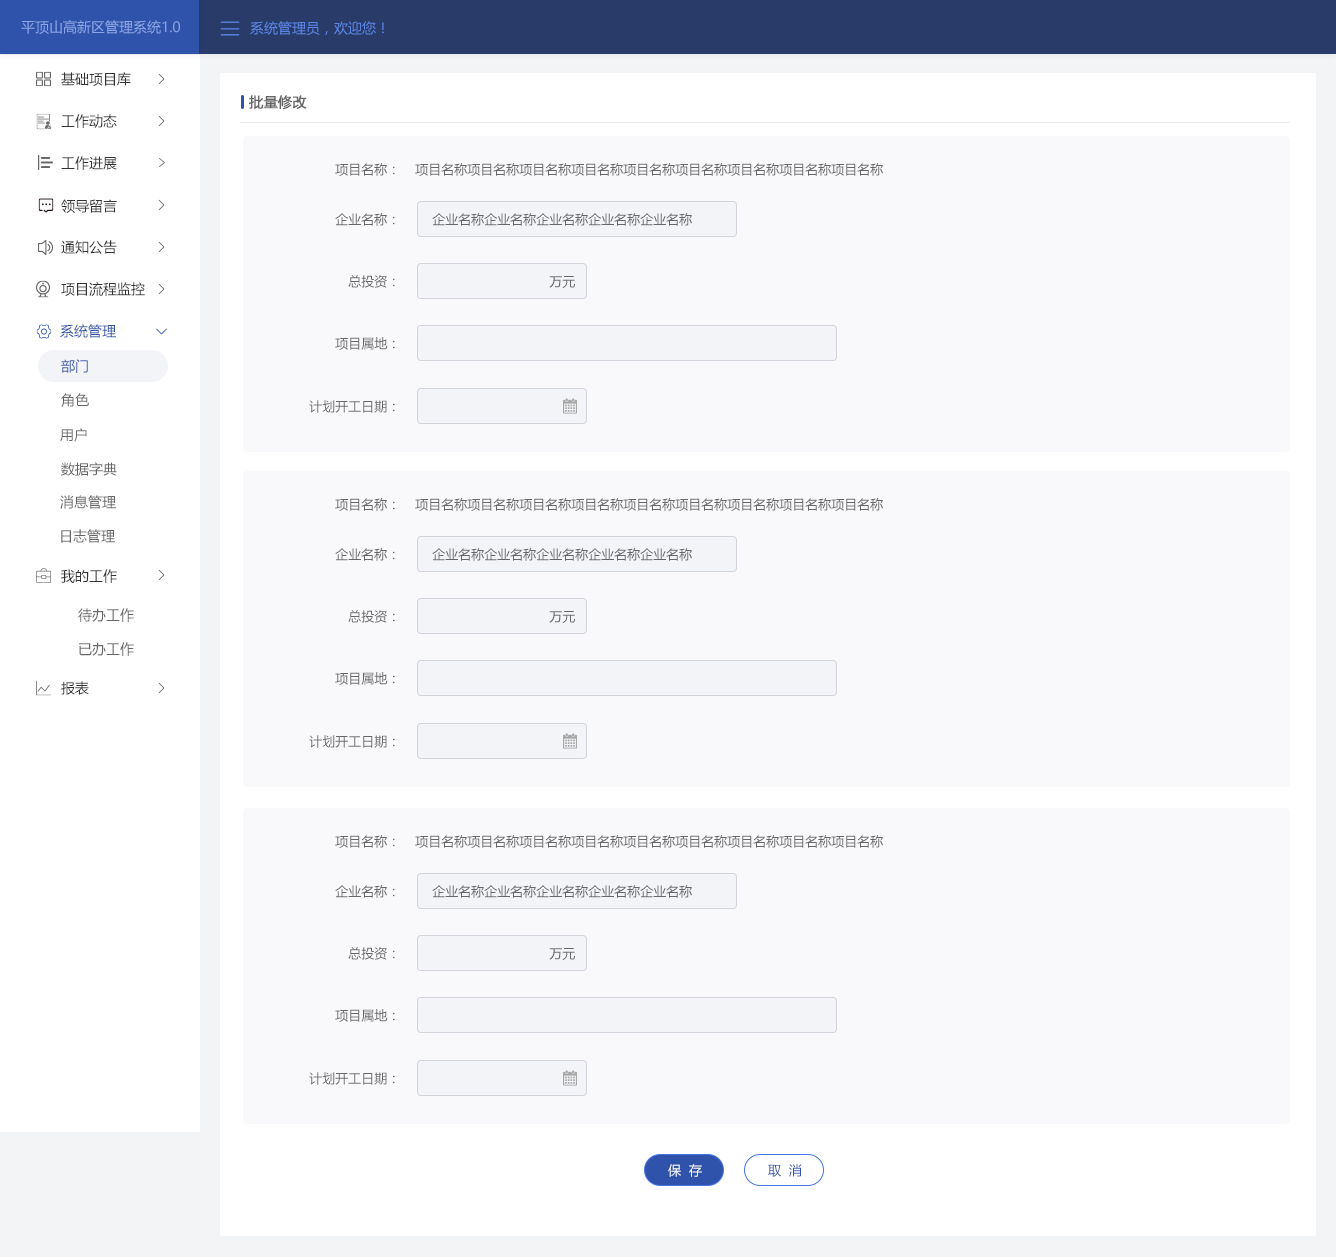 平顶山高新区管理系统1.0
系统管理员，欢迎您！
基础项目库
工作动态
工作进展
领导留言
通知公告
项目流程监控
系统管理
部门
角色
用户
数据字典
消息管理
日志管理
我的工作
待办工作
已办工作
报表
批量修改
项目名称： 项目名称项目名称项目名称项目名称项目名称项目名称项目名称项目名称项目名称
企业名称： 企业名称企业名称企业名称企业名称企业名称
总投资： 万元
项目属地：
计划开工日期：
项目名称： 项目名称项目名称项目名称项目名称项目名称项目名称项目名称项目名称项目名称
企业名称： 企业名称企业名称企业名称企业名称企业名称
总投资： 万元
项目属地：
计划开工日期：
项目名称： 项目名称项目名称项目名称项目名称项目名称项目名称项目名称项目名称项目名称
企业名称： 企业名称企业名称企业名称企业名称企业名称
总投资： 万元
项目属地：
计划开工日期：
保 存 取 消